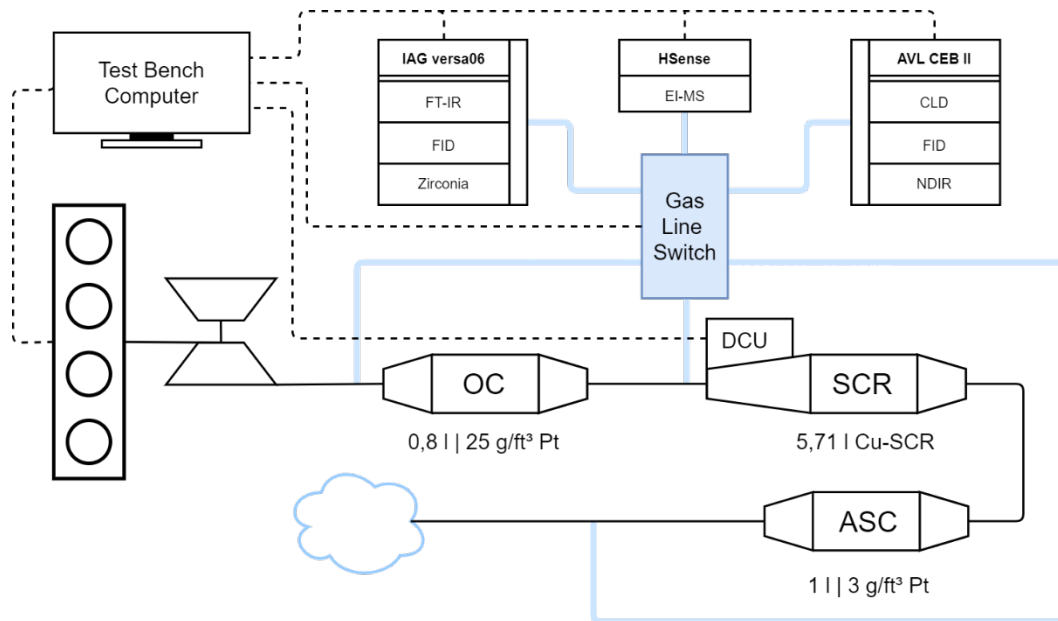 Test Bench
Computer
IAG versa06
FT-IR
FID
Zirconia
HSense
EI-MS
AVL CEB II
CLD
FID
NDIR
Gas
Line
Switch
DCU
OC
SCR
0,8 l | 25 g/ft³ Pt
5,71 l Cu-SCR
ASC
1 l | 3 g/ft³ Pt